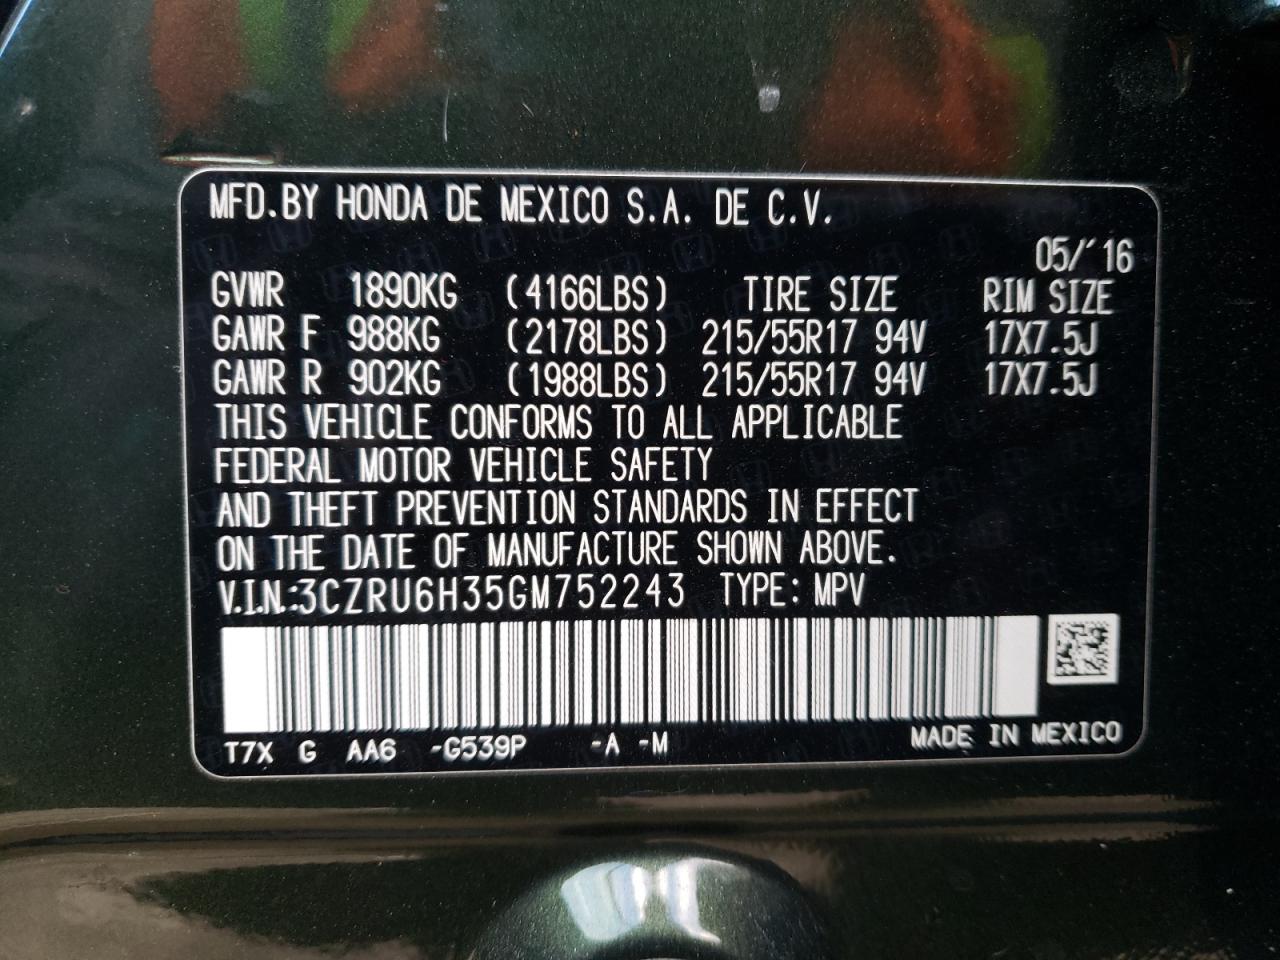 MFD.BY HONDA DE MEXICO S.A. DE C.V.
05/'16
GVWR 1890KG (4166LBS) TIRE SIZE RIM SIZE
GAWR F 988KG (2178LBS) 215/55R17 94V 17X7.5J
GAWR R 902KG (1988LBS) 215/55R17 94V 17X7.5J
THIS VEHICLE CONFORMS TO ALL APPLICABLE
FEDERAL MOTOR VEHICLE SAFETY
AND THEFT PREVENTION STANDARDS IN EFFECT
ON THE DATE OF MANUFACTURE SHOWN ABOVE.
V.I.N.:3CZRU6H35GM752243 TYPE: MPV
T7X G AA6 -G539P -A -M MADE IN MEXICO